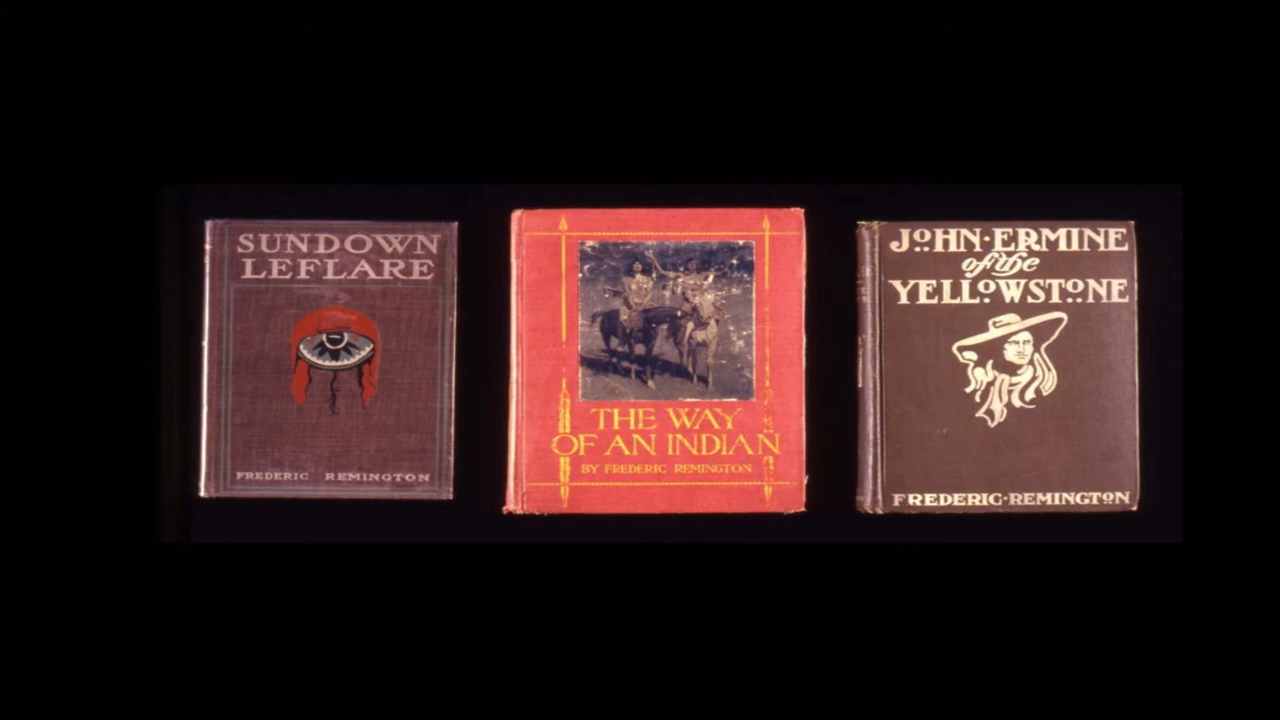 SUNDOWN
LEFLARE
FREDERIC REMINGTON
THE WAY
OF AN INDIAN
BY FREDERIC REMINGTON
JOHN·ERMINE
of the
YELLOWSTONE
FREDERIC·REMINGTON